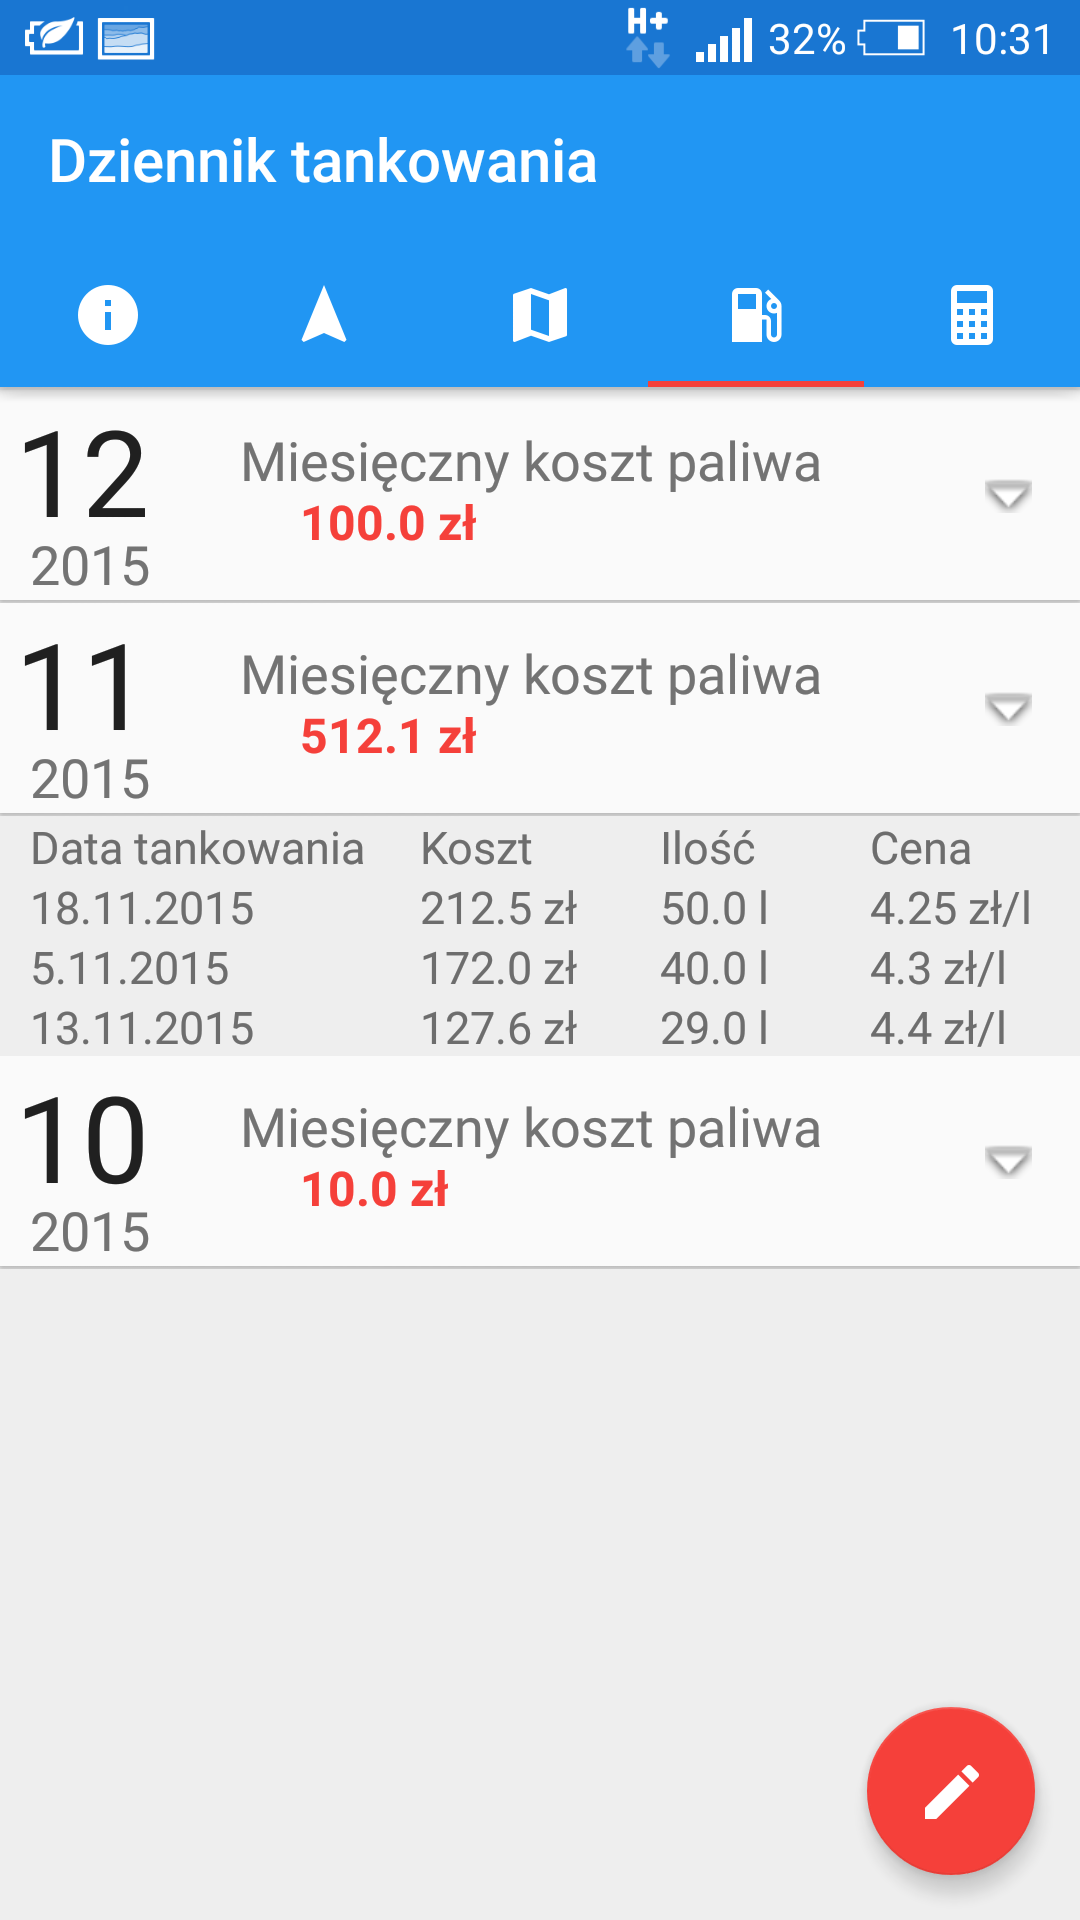 H+ 32% 10:31
Dziennik tankowania
12 Miesięczny koszt paliwa
100.0 zł
2015
11 Miesięczny koszt paliwa
512.1 zł
2015
Data tankowania Koszt Ilość Cena
18.11.2015 212.5 zł 50.0 l 4.25 zł/l
5.11.2015 172.0 zł 40.0 l 4.3 zł/l
13.11.2015 127.6 zł 29.0 l 4.4 zł/l
10 Miesięczny koszt paliwa
10.0 zł
2015